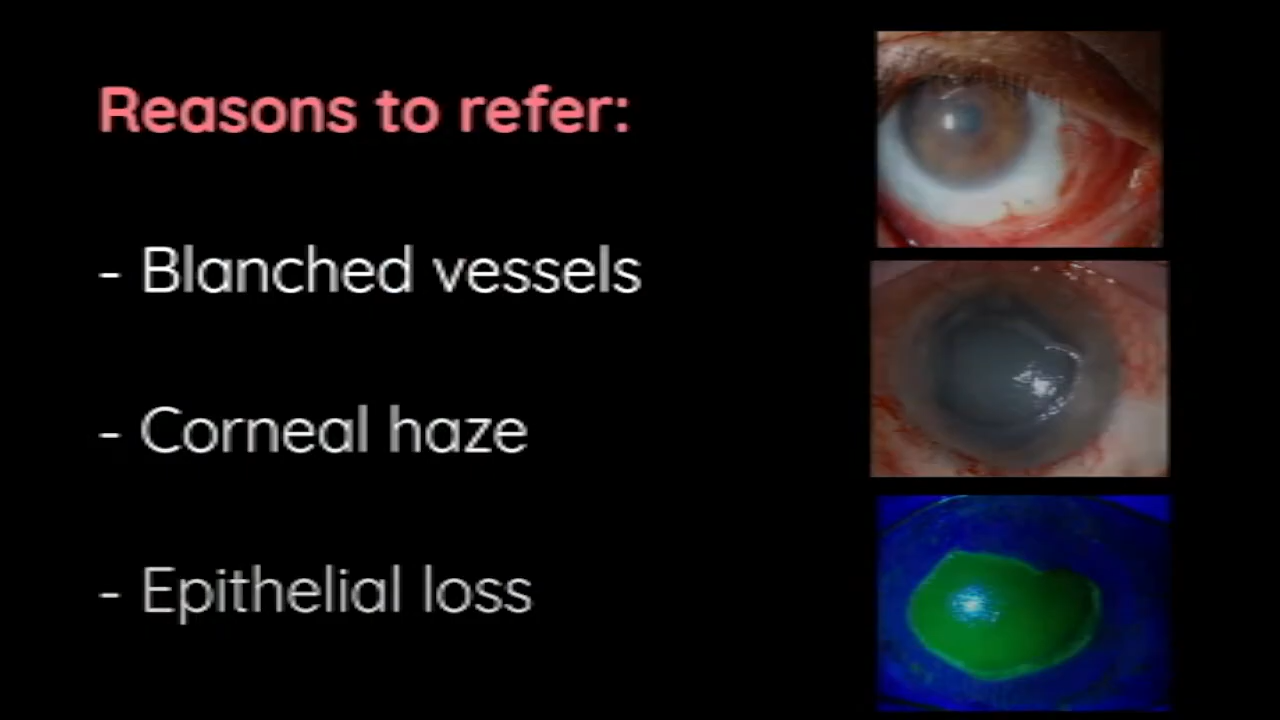 Reasons to refer:
- Blanched vessels
- Corneal haze
- Epithelial loss